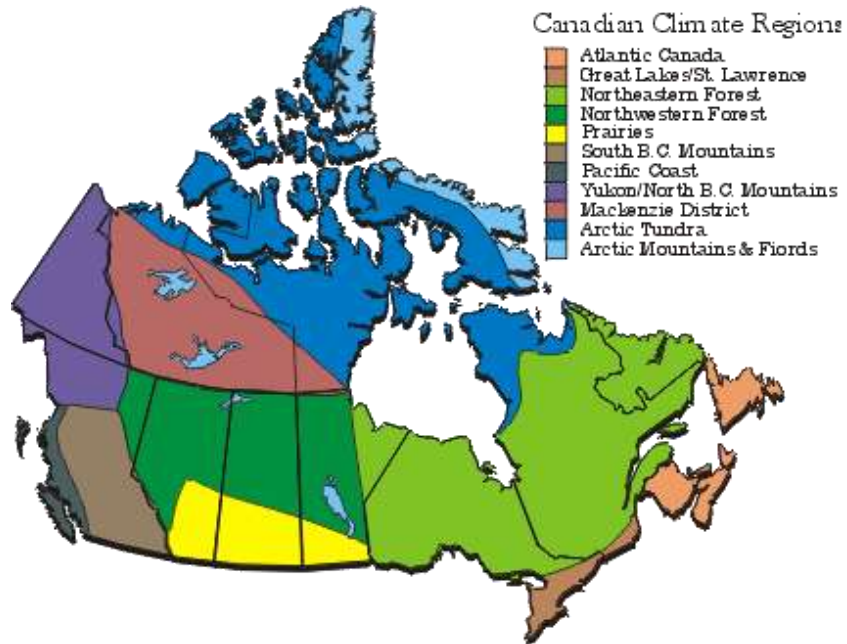 Canadian Climate Regions
Atlantic Canada
Great Lakes/St. Lawrence
Northeastern Forest
Northwestern Forest
Prairies
South B.C. Mountains
Pacific Coast
Yukon/North B.C. Mountains
Mackenzie District
Arctic Tundra
Arctic Mountains & Fiords